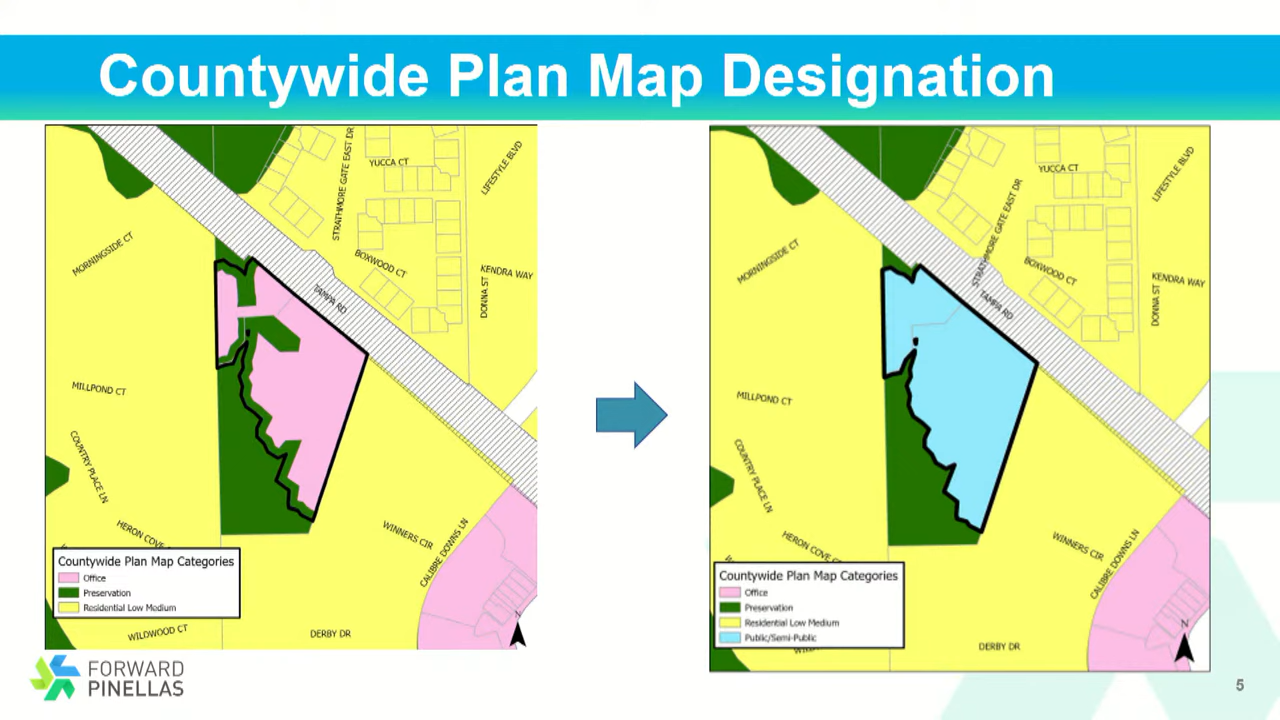 Countywide Plan Map Designation
YUCCA CT
STRATHMORE GATE EAST DR
LIFESTYLE BLVD
MORNINGSIDE CT
BOXWOOD CT
KENDRA WAY
DONNA ST
TAMPA RD
MILLPOND CT
COUNTRY PLACE LN
HERON COVE
WINNERS CIR
CALIBRE DOWNS LN
Countywide Plan Map Categories
Office
Preservation
Residential Low Medium
WILDWOOD CT
DERBY DR
N
YUCCA CT
STRATHMORE GATE EAST DR
LIFESTYLE BLVD
MORNINGSIDE CT
BOXWOOD CT
KENDRA WAY
DONNA ST
TAMPA RD
MILLPOND CT
COUNTRY PLACE LN
HERON COVE
WINNERS CIR
CALIBRE DOWNS LN
Countywide Plan Map Categories
Office
Preservation
Residential Low Medium
Public/Semi-Public
DERBY DR
N
FORWARD
PINELLAS
5